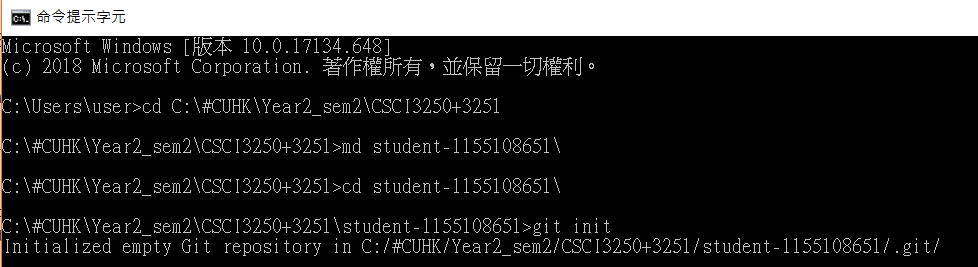 命令提示字元
Microsoft Windows [版本 10.0.17134.648]
(c) 2018 Microsoft Corporation. 著作權所有，並保留一切權利。
C:\Users\user>cd C:\#CUHK\Year2_sem2\CSCI3250+3251
C:\#CUHK\Year2_sem2\CSCI3250+3251>md student-1155108651\
C:\#CUHK\Year2_sem2\CSCI3250+3251>cd student-1155108651\
C:\#CUHK\Year2_sem2\CSCI3250+3251\student-1155108651>git init
Initialized empty Git repository in C:/#CUHK/Year2_sem2/CSCI3250+3251/student-1155108651/.git/